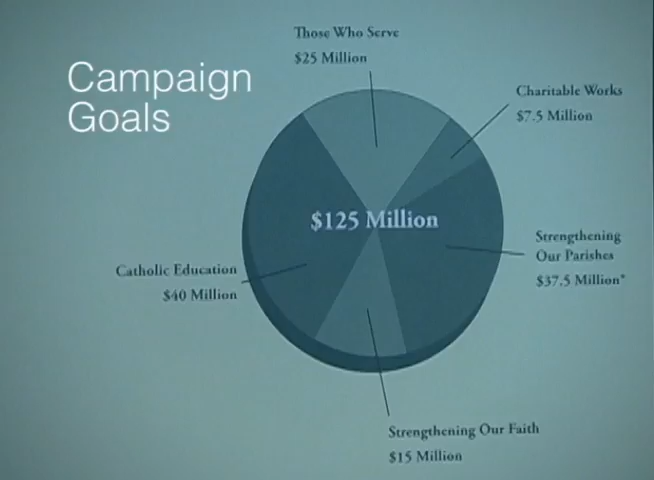 Campaign
Goals
Those Who Serve
$25 Million
Charitable Works
$7.5 Million
$125 Million
Strengthening
Our Parishes
$37.5 Million*
Catholic Education
$40 Million
Strengthening Our Faith
$15 Million